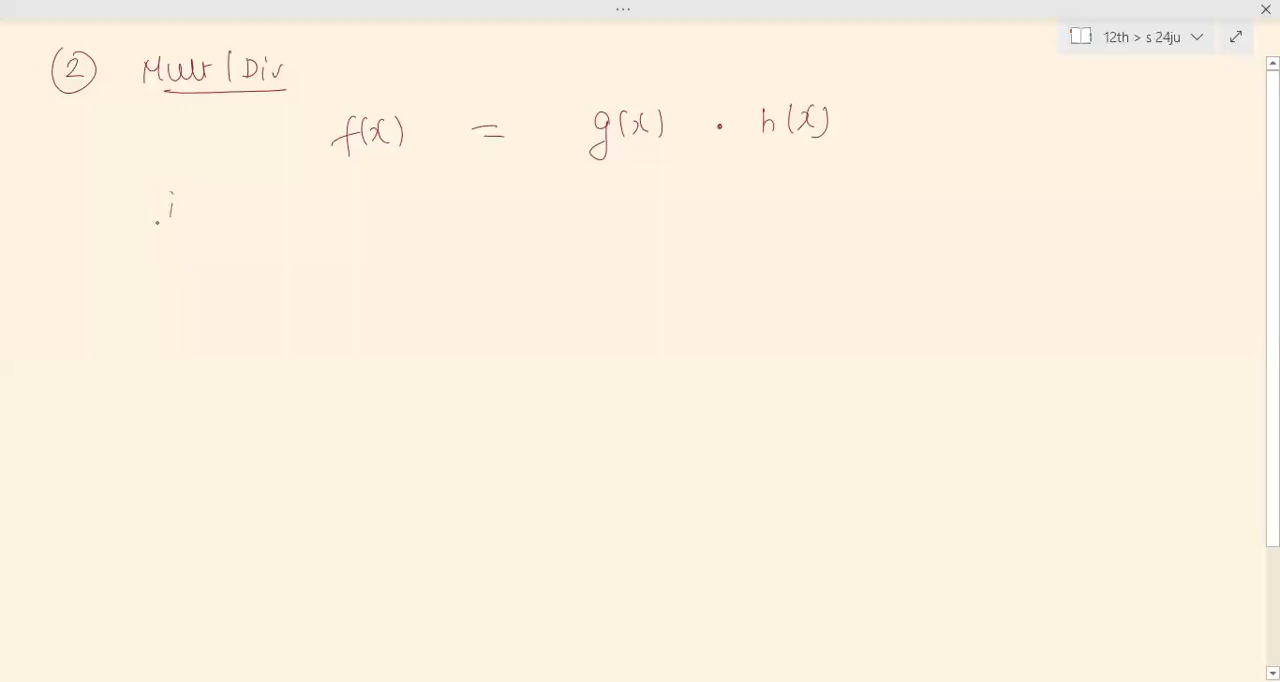 ...
12th > s 24ju
② Mult / Div
f(x) = g(x) . h(x)
. i